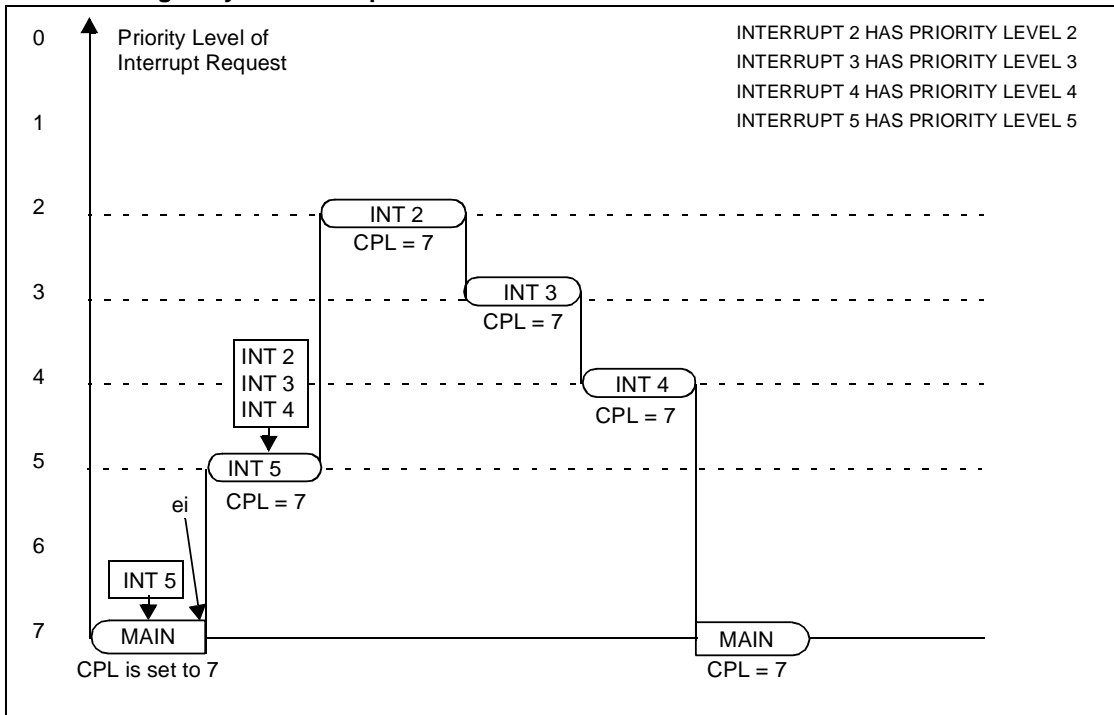 0
Priority Level of
Interrupt Request
INTERRUPT 2 HAS PRIORITY LEVEL 2
INTERRUPT 3 HAS PRIORITY LEVEL 3
INTERRUPT 4 HAS PRIORITY LEVEL 4
INTERRUPT 5 HAS PRIORITY LEVEL 5
1
2
INT 2
CPL = 7
3
INT 3
CPL = 7
INT 2
INT 3
INT 4
4
INT 4
CPL = 7
5
INT 5
CPL = 7
ei
6
INT 5
7
MAIN
CPL is set to 7
MAIN
CPL = 7